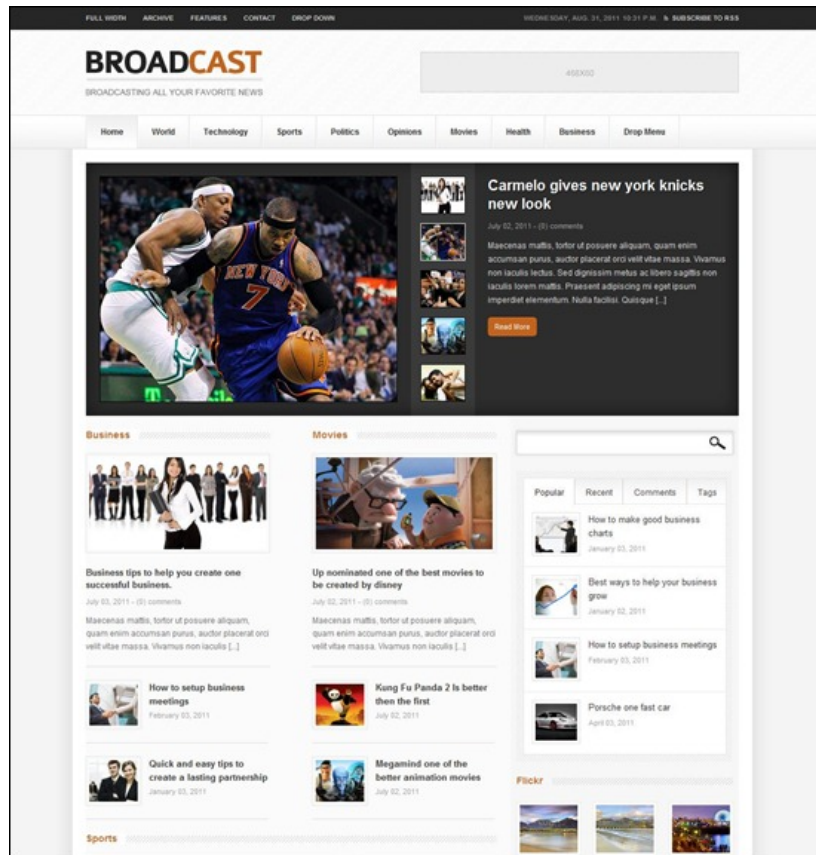 FULL WIDTH ARCHIVE FEATURES CONTACT DROP DOWN WEDNESDAY, AUG. 31, 2011 10:31 P.M. SUBSCRIBE TO RSS
BROADCAST
BROADCASTING ALL YOUR FAVORITE NEWS
468X60
Home World Technology Sports Politics Opinions Movies Health Business Drop Menu
NEW YORK
7
Carmelo gives new york knicks
new look
July 02, 2011 - (0) comments
Maecenas mattis, tortor ut posuere aliquam, quam enim
accumsan purus, auctor placerat orci velit vitae massa. Vivamus
non iaculis lectus. Sed dignissim metus ac libero sagittis non
iaculis lorem mattis. Praesent adipiscing mi eget ipsum
imperdiet elementum. Nulla facilisi. Quisque [...]
Read More
Business
Business tips to help you create one
successful business.
July 03, 2011 - (0) comments
Maecenas mattis, tortor ut posuere aliquam,
quam enim accumsan purus, auctor placerat orci
velit vitae massa. Vivamus non iaculis [...]
How to setup business
meetings
February 03, 2011
Quick and easy tips to
create a lasting partnership
January 03, 2011
Sports
Movies
Up nominated one of the best movies to
be created by disney
July 02, 2011 - (0) comments
Maecenas mattis, tortor ut posuere aliquam,
quam enim accumsan purus, auctor placerat orci
velit vitae massa. Vivamus non iaculis [...]
Kung Fu Panda 2 Is better
then the first
July 02, 2011
Megamind one of the
better animation movies
July 02, 2011
Popular Recent Comments Tags
How to make good business
charts
January 03, 2011
Best ways to help your business
grow
January 02, 2011
How to setup business meetings
February 03, 2011
Porsche one fast car
April 03, 2011
Flickr